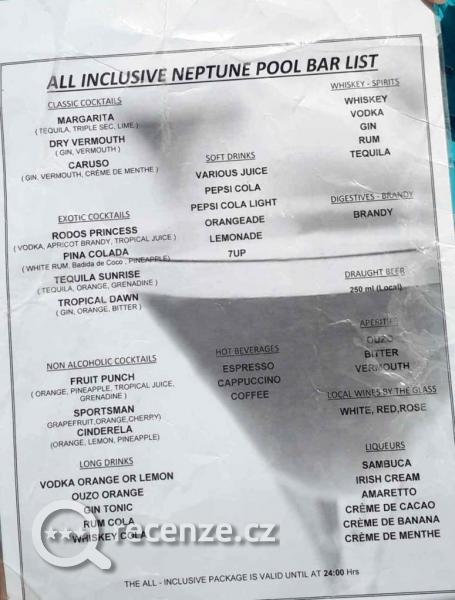 ALL INCLUSIVE NEPTUNE POOL BAR LIST
CLASSIC COCKTAILS
MARGARITA
( TEQUILA, TRIPLE SEC, LIME )
DRY VERMOUTH
( GIN, VERMOUTH )
CARUSO
( GIN, VERMOUTH, CRÈME DE MENTHE )
EXOTIC COCKTAILS
RODOS PRINCESS
( VODKA, APRICOT BRANDY, TROPICAL JUICE )
PINA COLADA
( WHITE RUM, Badida de Coco , PINEAPPLE)
TEQUILA SUNRISE
( TEQUILA, ORANGE, GRENADINE )
TROPICAL DAWN
( GIN, ORANGE, BITTER )
NON ALCOHOLIC COCKTAILS
FRUIT PUNCH
( ORANGE, PINEAPPLE, TROPICAL JUICE,
GRENADINE )
SPORTSMAN
GRAPEFRUIT,ORANGE,CHERPY)
CINDERELA
(ORANGE, LEMON, PINEAPPLE)
LONG DRINKS
VODKA ORANGE OR LEMON
OUZO ORANGE
GIN TONIC
RUM COLA
WHISKEY COLA
SOFT DRINKS
VARIOUS JUICE
PEPSI COLA
PEPSI COLA LIGHT
ORANGEADE
LEMONADE
7UP
HOT BEVERAGES
ESPRESSO
CAPPUCCINO
COFFEE
WHISKEY - SPIRITS
WHISKEY
VODKA
GIN
RUM
TEQUILA
DIGESTIVES - BRANDY
BRANDY
DRAUGHT BEER
250 ml (Local)
APERITIF
OUZO
BITTER
VERMOUTH
LOCAL WINES BY THE GLASS
WHITE, RED,ROSE
LIQUEURS
SAMBUCA
IRISH CREAM
AMARETTO
CRÈME DE CACAO
CRÈME DE BANANA
CRÈME DE MENTHE
THE ALL - INCLUSIVE PACKAGE IS VALID UNTIL AT 24:00 Hrs
recenze.cz